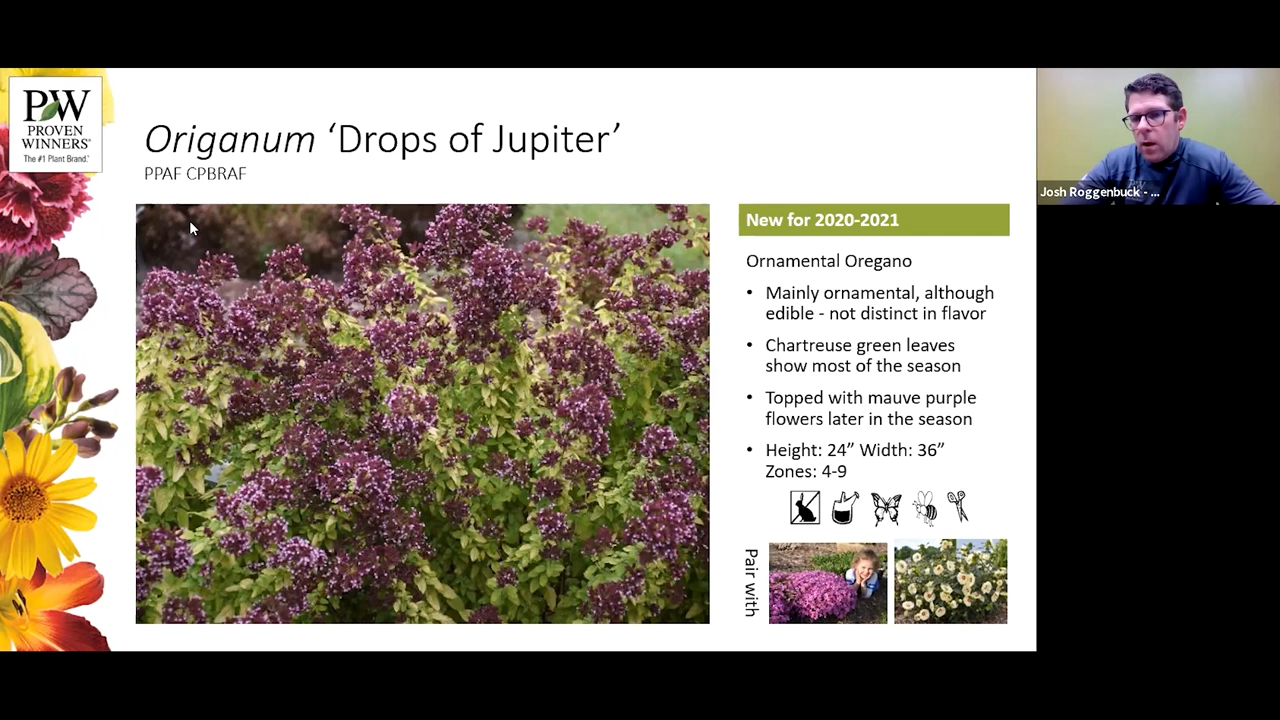 PW
PROVEN
WINNERS®
The #1 Plant Brand.®
Origanum ‘Drops of Jupiter’
PPAF CPBRAF
New for 2020-2021
Ornamental Oregano
• Mainly ornamental, although
edible - not distinct in flavor
• Chartreuse green leaves
show most of the season
• Topped with mauve purple
flowers later in the season
• Height: 24” Width: 36”
Zones: 4-9
Pair with
Josh Roggenbuck - ...